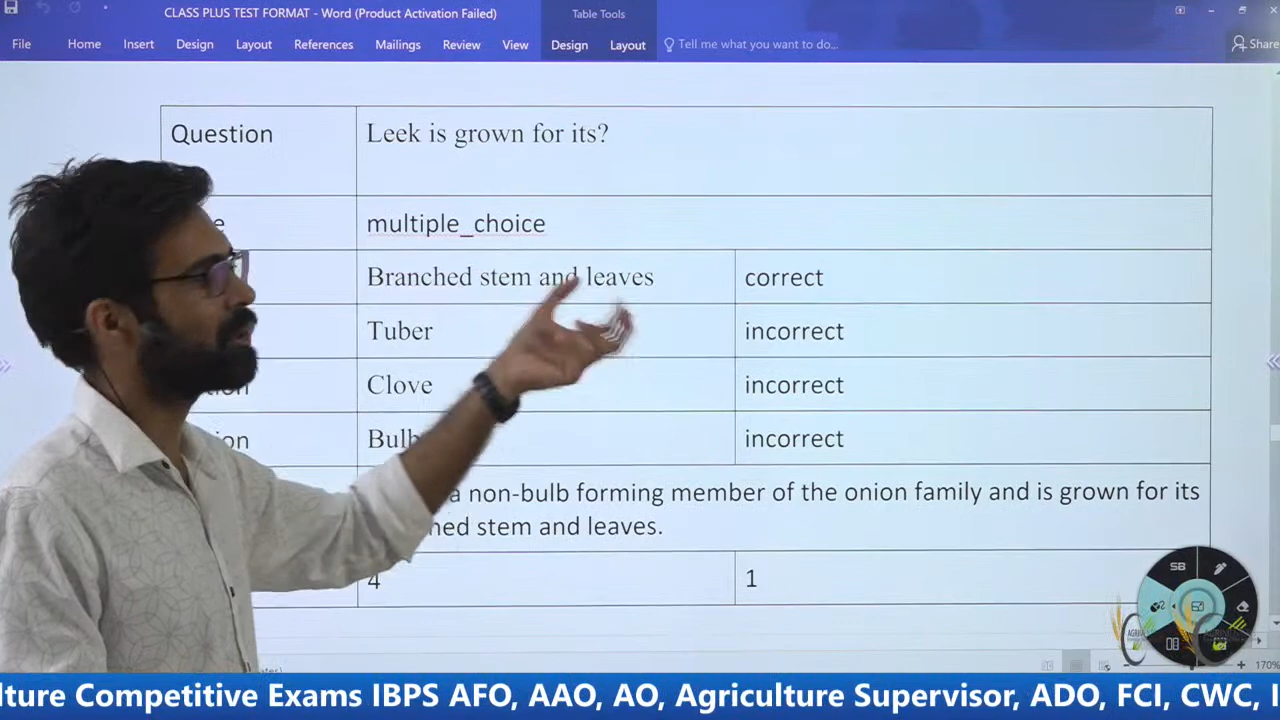 CLASS PLUS TEST FORMAT - Word (Product Activation Failed)
Table Tools
File Home Insert Design Layout References Mailings Review View Design Layout Tell me what you want to do... Share
Question Leek is grown for its?
multiple_choice
Branched stem and leaves correct
Tuber incorrect
Clove incorrect
Bulb incorrect
a non-bulb forming member of the onion family and is grown for its
stem and leaves.
4 1
SB
170%
Competitive Exams IBPS AFO, AAO, AO, Agriculture Supervisor, ADO, FCI, CWC,